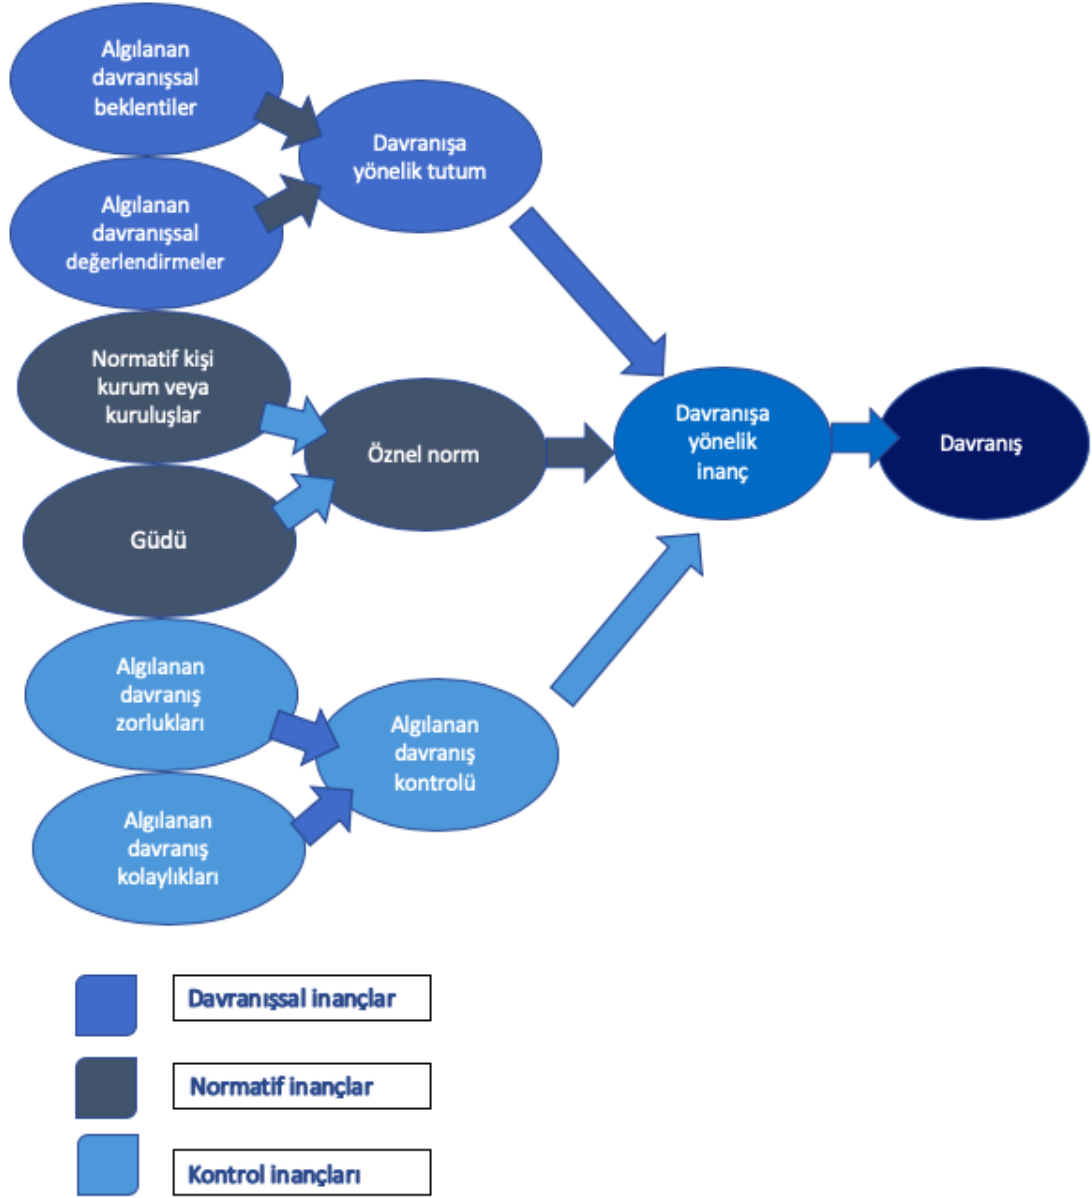 Algılanan
davranışsal
beklentiler
Davranışa
yönelik tutum
Algılanan
davranışsal
değerlendirmeler
Normatif kişi
kurum veya
kuruluşlar
Öznel norm
Davranışa
yönelik
inanç
Davranış
Güdü
Algılanan
davranış
zorlukları
Algılanan
davranış
kontrolü
Algılanan
davranış
kolaylıkları
Davranışsal inançlar
Normatif inançlar
Kontrol inançları